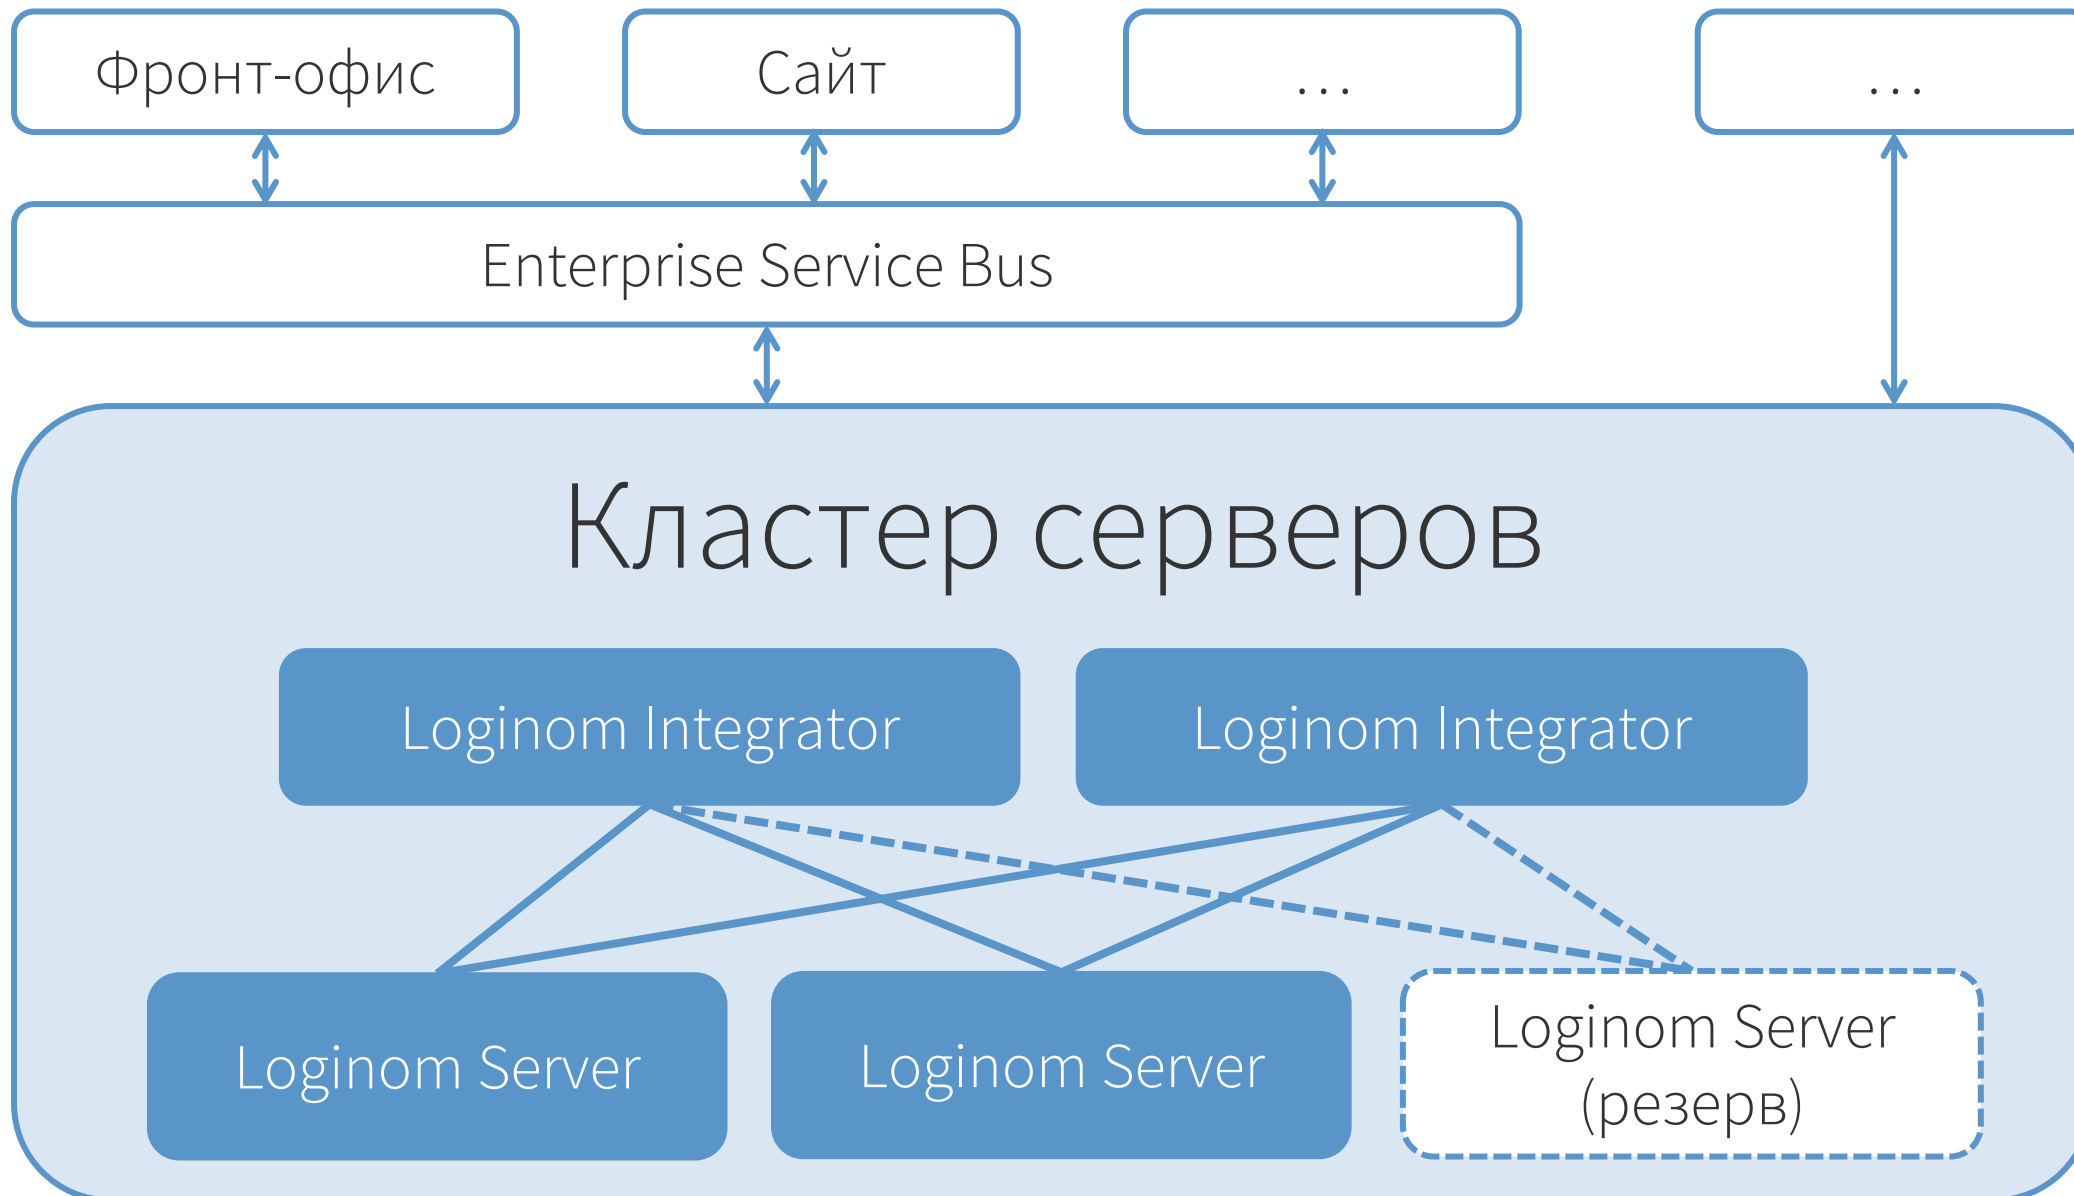 Фронт-офис
Сайт
...
...
Enterprise Service Bus
Кластер серверов
Loginom Integrator
Loginom Integrator
Loginom Server
Loginom Server
Loginom Server
(резерв)